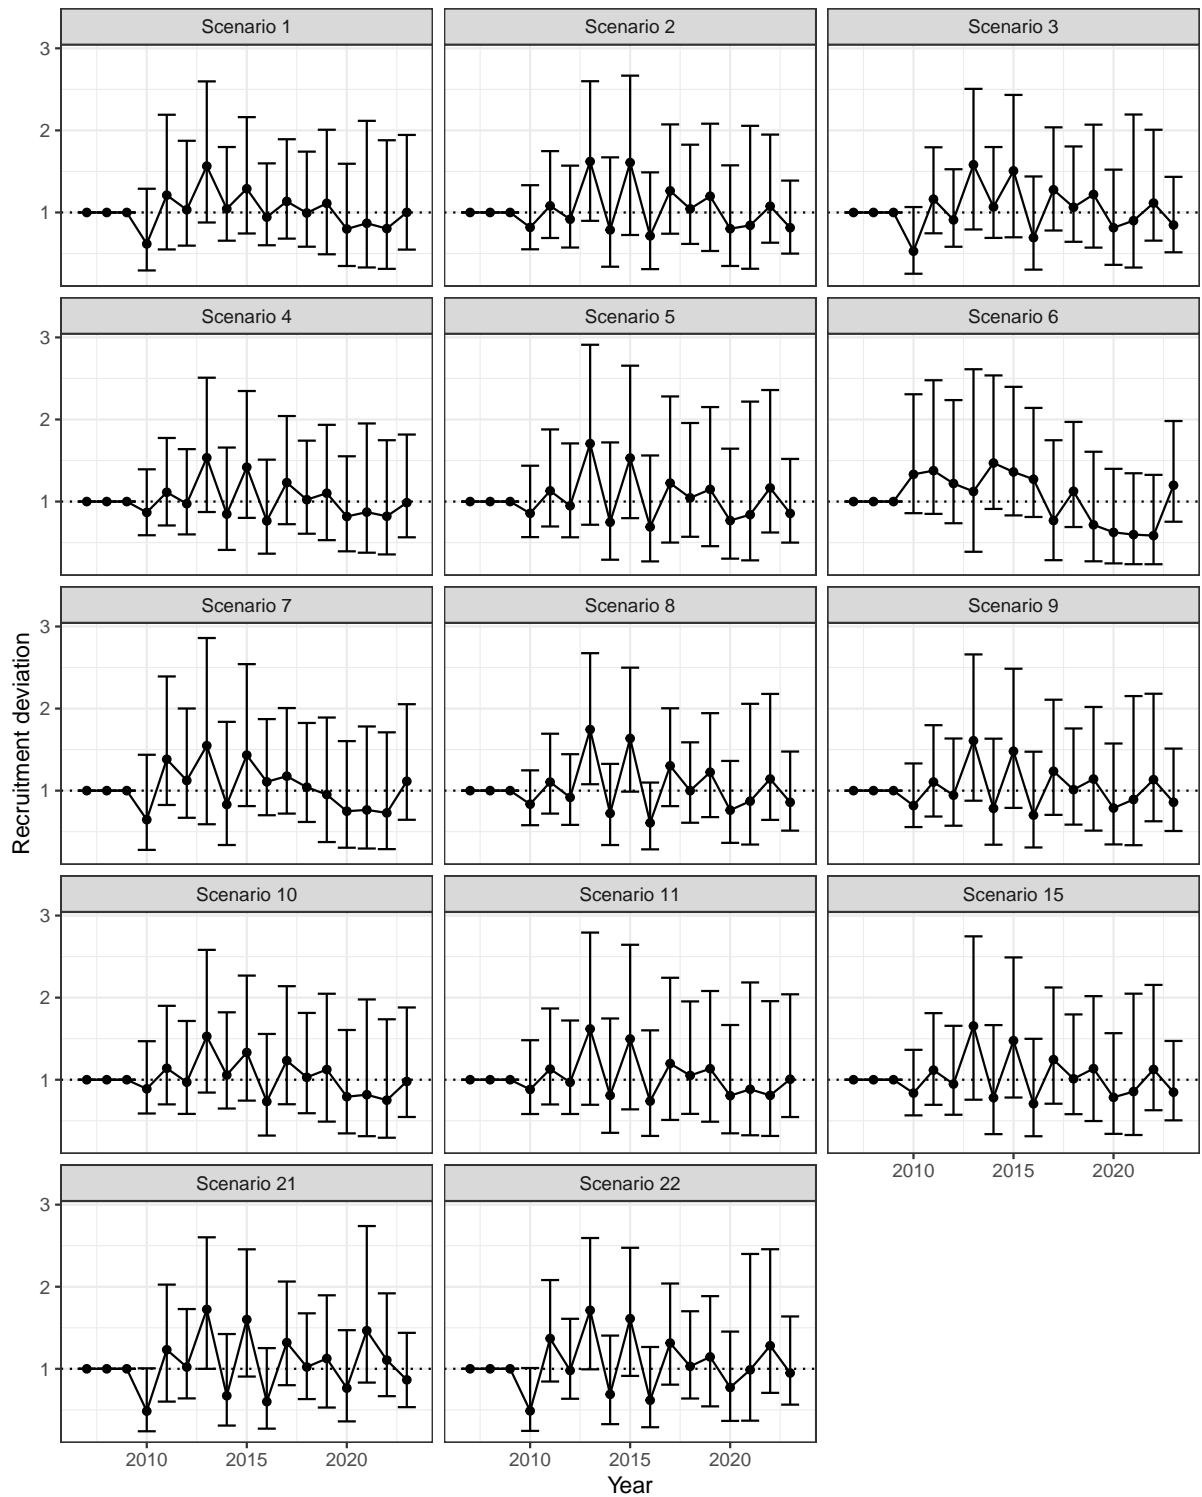 Scenario 1 Scenario 2 Scenario 3
3
2
1
Scenario 4 Scenario 5 Scenario 6
3
2
1
Scenario 7 Scenario 8 Scenario 9
3
2
1
Recruitment deviation
Scenario 10 Scenario 11 Scenario 15
3
2
1
2010 2015 2020
Scenario 21 Scenario 22
3
2
1
2010 2015 2020 2010 2015 2020
Year